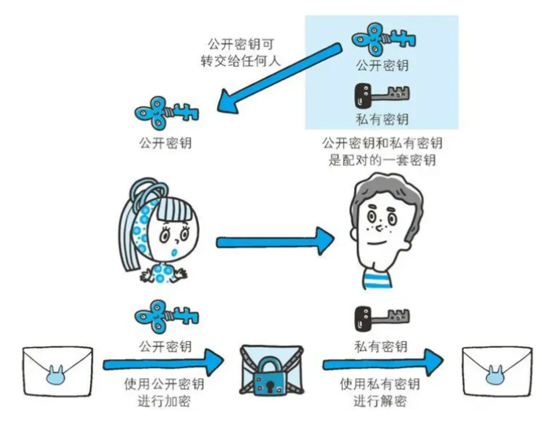 公开密钥可
转交给任何人
公开密钥
私有密钥
公开密钥
公开密钥和私有密钥
是配对的一套密钥
公开密钥
私有密钥
使用公开密钥
进行加密
使用私有密钥
进行解密